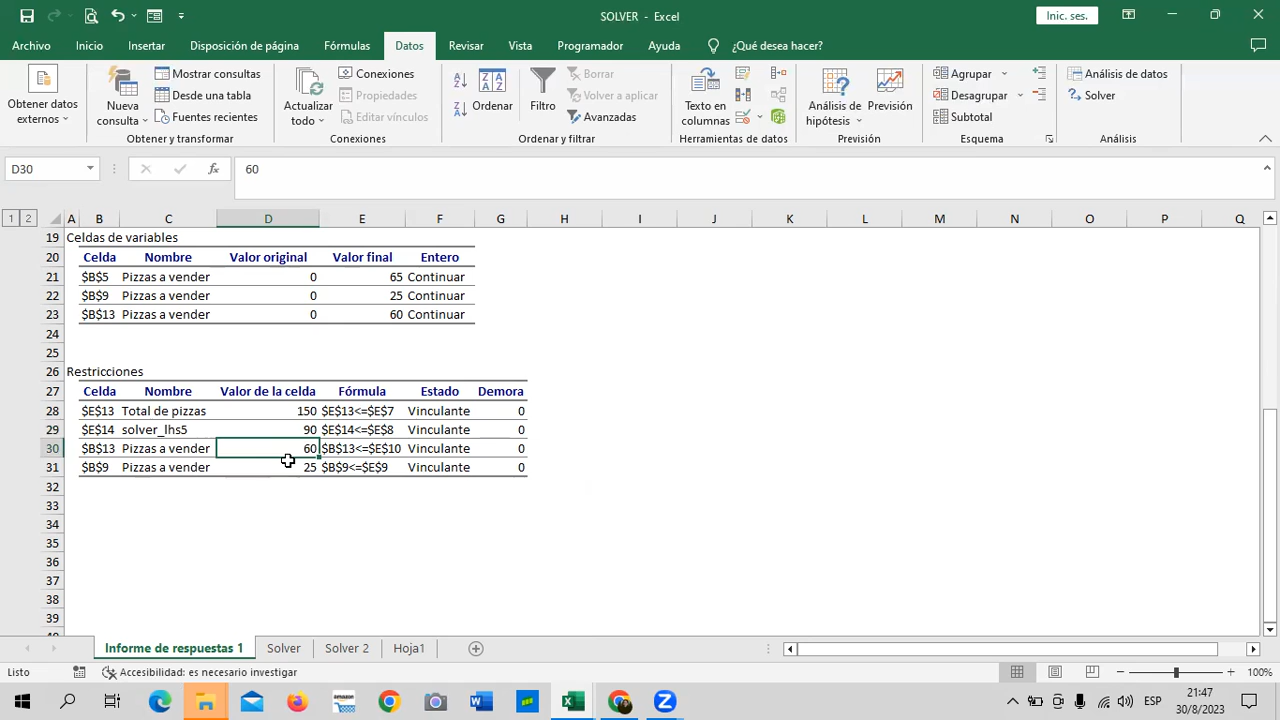 SOLVER - Excel
Inic. ses.
Archivo Inicio Insertar Disposición de página Fórmulas Datos Revisar Vista Programador Ayuda ¿Qué desea hacer?
Obtener datos externos
Nueva consulta
Mostrar consultas
Desde una tabla
Fuentes recientes
Obtener y transformar
Actualizar todo
Conexiones
Propiedades
Editar vínculos
Conexiones
Ordenar
Filtro
Borrar
Volver a aplicar
Avanzadas
Ordenar y filtrar
Texto en columnas
Herramientas de datos
Análisis de hipótesis
Previsión
Previsión
Agrupar
Desagrupar
Subtotal
Esquema
Análisis de datos
Solver
Análisis
D30 fx 60
1 2 A B C D E F G H I J K L M N O P Q
19 Celdas de variables
20 Celda Nombre Valor original Valor final Entero
21 $B$5 Pizzas a vender 0 65 Continuar
22 $B$9 Pizzas a vender 0 25 Continuar
23 $B$13 Pizzas a vender 0 60 Continuar
24
25
26 Restricciones
27 Celda Nombre Valor de la celda Fórmula Estado Demora
28 $E$13 Total de pizzas 150 $E$13<=$E$7 Vinculante 0
29 $E$14 solver_lhs5 90 $E$14<=$E$8 Vinculante 0
30 $B$13 Pizzas a vender 60 $B$13<=$E$10 Vinculante 0
31 $B$9 Pizzas a vender 25 $B$9<=$E$9 Vinculante 0
32
33
34
35
36
37
38
39
Informe de respuestas 1 Solver Solver 2 Hoja1
Listo Accesibilidad: es necesario investigar 100%
ESP 21:47
30/8/2023